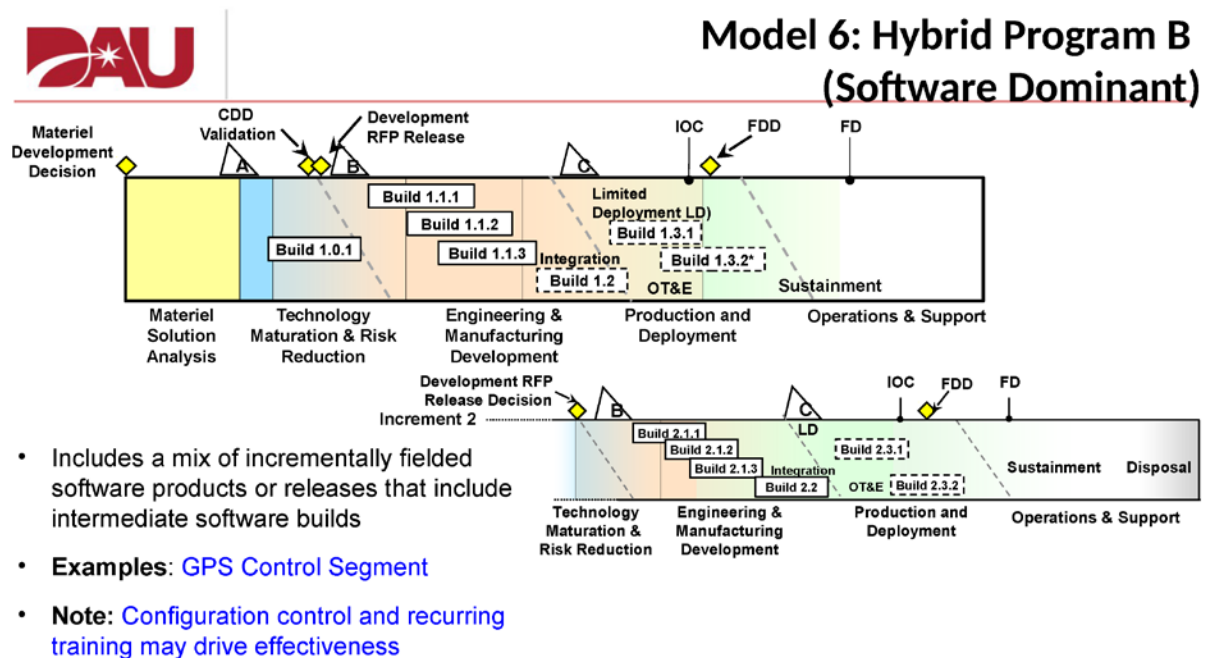 DAU
Model 6: Hybrid Program B
(Software Dominant)
Materiel
Development
Decision
CDD
Validation
Development
RFP Release
A
B
C
IOC
FDD
FD
Build 1.0.1
Build 1.1.1
Build 1.1.2
Build 1.1.3
Integration
Build 1.2
Limited
Deployment LD)
Build 1.3.1
Build 1.3.2*
OT&E
Sustainment
Materiel
Solution
Analysis
Technology
Maturation & Risk
Reduction
Engineering &
Manufacturing
Development
Production and
Deployment
Operations & Support
Development RFP
Release Decision
Increment 2
B
C
LD
IOC
FDD
FD
Build 2.1.1
Build 2.1.2
Build 2.1.3
Integration
Build 2.2
Build 2.3.1
OT&E
Build 2.3.2
Sustainment
Disposal
Technology
Maturation &
Risk Reduction
Engineering &
Manufacturing
Development
Production and
Deployment
Operations & Support
• Includes a mix of incrementally fielded
software products or releases that include
intermediate software builds
• Examples: GPS Control Segment
• Note: Configuration control and recurring
training may drive effectiveness